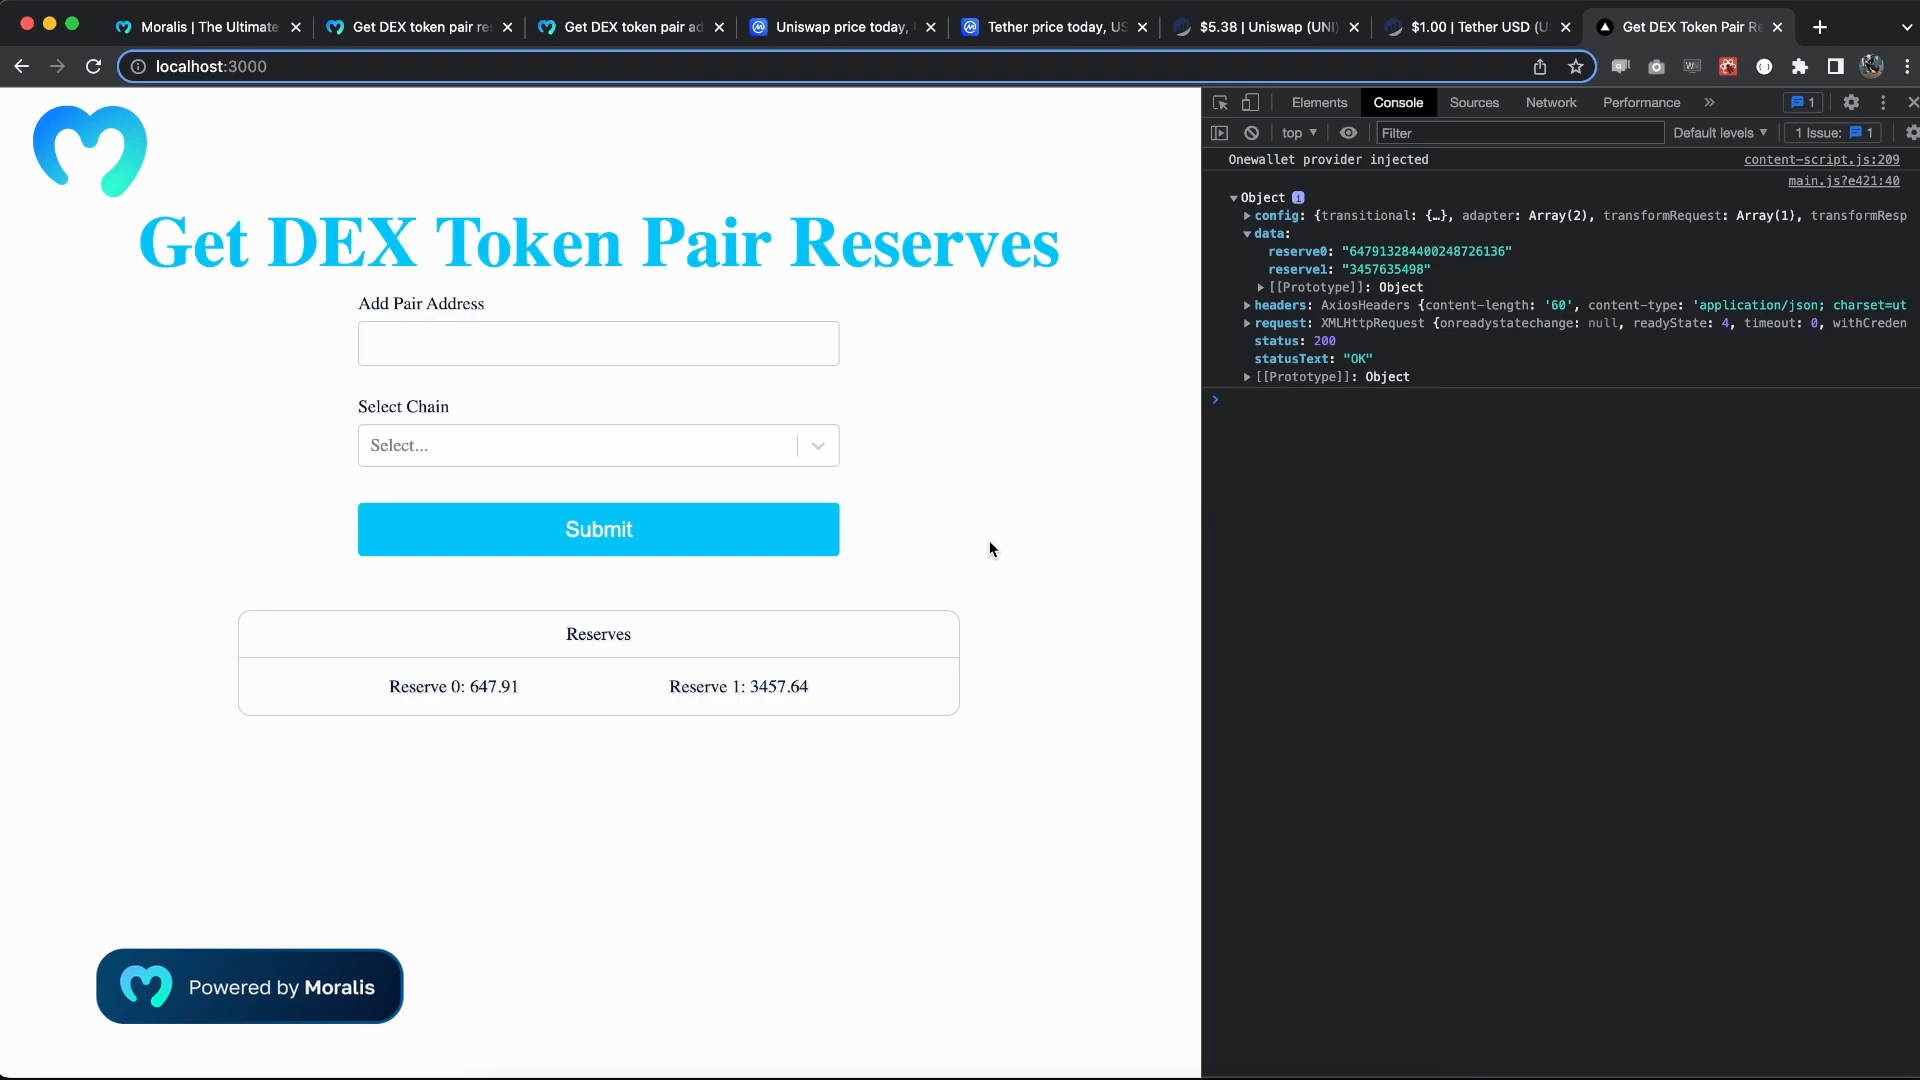 Moralis | The Ultimate
Get DEX token pair res
Get DEX token pair ad
Uniswap price today,
Tether price today, US
$5.38 | Uniswap (UNI)
$1.00 | Tether USD (U
Get DEX Token Pair Re
localhost:3000
Get DEX Token Pair Reserves
Add Pair Address
Select Chain
Select...
Submit
Reserves
Reserve 0: 647.91
Reserve 1: 3457.64
Powered by Moralis
Elements
Console
Sources
Network
Performance
1
top
Filter
Default levels
1 Issue: 1
Onewallet provider injected
content-script.js:209
main.js?e421:40
Object
config: {transitional: {…}, adapter: Array(2), transformRequest: Array(1), transformResp
data:
reserve0: "647913284400248726136"
reserve1: "3457635498"
[[Prototype]]: Object
headers: AxiosHeaders {content-length: '60', content-type: 'application/json; charset=ut
request: XMLHttpRequest {onreadystatechange: null, readyState: 4, timeout: 0, withCreden
status: 200
statusText: "OK"
[[Prototype]]: Object